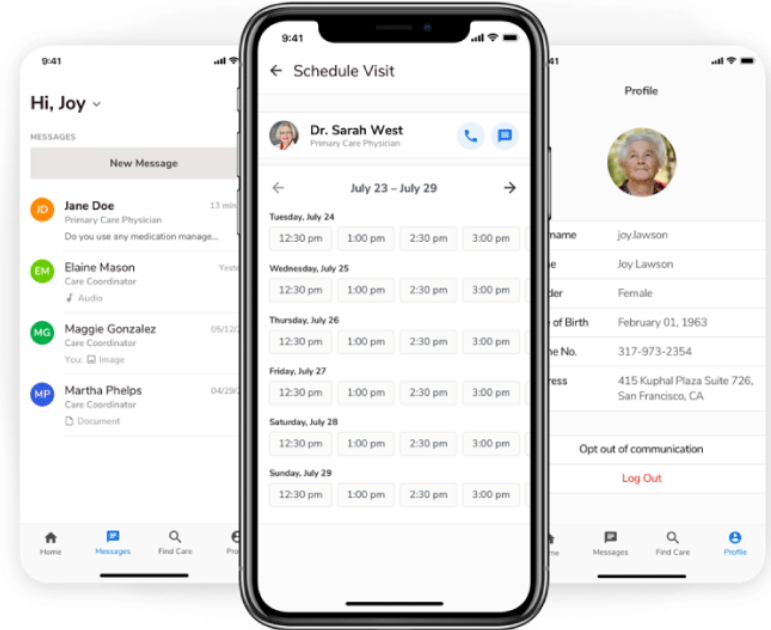 9:41
Hi, Joy
MESSAGES
New Message
JD
Jane Doe
13
Primary Care Physician
Do you use any medication manage...
EM
Elaine Mason
Care Coordinator
Audio
MG
Maggie Gonzalez
05/12/
Care Coordinator
You: Image
MP
Martha Phelps
04/29/
Care Coordinator
Document
Home
Messages
Find Care
9:41
Schedule Visit
Dr. Sarah West
Primary Care Physician
July 23 – July 29
Tuesday, July 24
12:30 pm 1:00 pm 2:30 pm 3:00 pm
Wednesday, July 25
12:30 pm 1:00 pm 2:30 pm 3:00 pm
Thursday, July 26
12:30 pm 1:00 pm 2:30 pm 3:00 pm
Friday, July 27
12:30 pm 1:00 pm 2:30 pm 3:00 pm
Saturday, July 28
12:30 pm 1:00 pm 2:30 pm 3:00 pm
Sunday, July 29
12:30 pm 1:00 pm 2:30 pm 3:00 pm
41
Profile
name joy.lawson
Joy Lawson
Female
of Birth February 01, 1963
No. 317-973-2354
415 Kuphal Plaza Suite 726,
San Francisco, CA
Opt out of communication
Log Out
Messages
Find Care
Profile